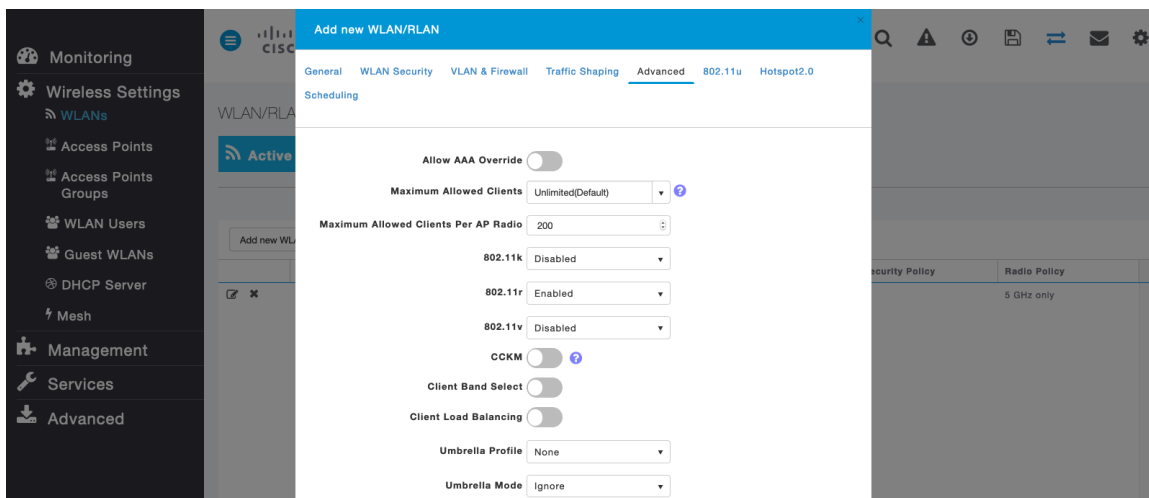 Monitoring
Wireless Settings
WLANs
Access Points
Access Points
Groups
WLAN Users
Guest WLANs
DHCP Server
Mesh
Management
Services
Advanced
CISC
WLAN/RLA
Active
Add new WL
ecurity Policy
Radio Policy
5 GHz only
Add new WLAN/RLAN
×
General WLAN Security VLAN & Firewall Traffic Shaping Advanced 802.11u Hotspot2.0
Scheduling
Allow AAA Override
Maximum Allowed Clients Unlimited(Default) ?
Maximum Allowed Clients Per AP Radio 200
802.11k Disabled
802.11r Enabled
802.11v Disabled
CCKM ?
Client Band Select
Client Load Balancing
Umbrella Profile None
Umbrella Mode Ignore